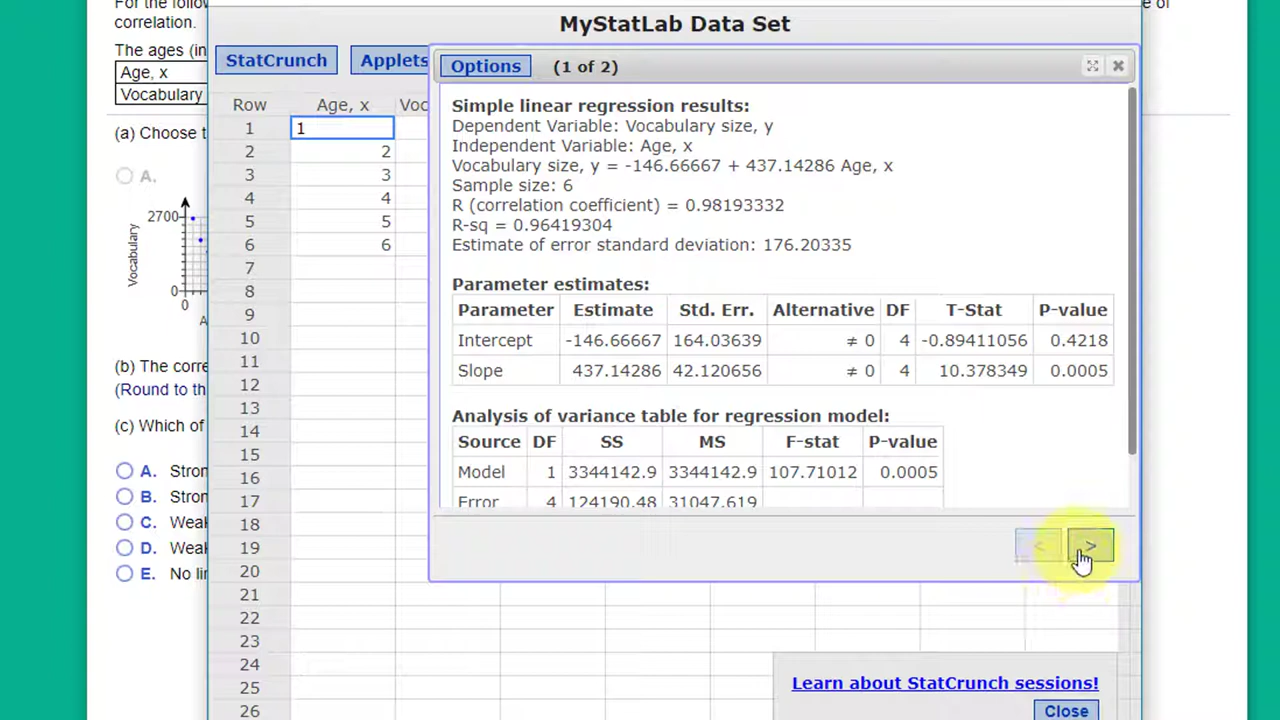 For the follow
e of
correlation.
MyStatLab Data Set
The ages (in
Age, x
Vocabulary
StatCrunch
Applets
Options
(1 of 2)
Row
Age, x
Voc
1
1
2
2
3
3
4
4
5
5
6
6
7
8
9
10
11
12
13
14
15
16
17
18
19
20
21
22
23
24
25
26
Simple linear regression results:
Dependent Variable: Vocabulary size, y
Independent Variable: Age, x
Vocabulary size, y = -146.66667 + 437.14286 Age, x
Sample size: 6
R (correlation coefficient) = 0.98193332
R-sq = 0.96419304
Estimate of error standard deviation: 176.20335
Parameter estimates:
Parameter Estimate Std. Err. Alternative DF T-Stat P-value
Intercept -146.66667 164.03639 ≠ 0 4 -0.89411056 0.4218
Slope 437.14286 42.120656 ≠ 0 4 10.378349 0.0005
Analysis of variance table for regression model:
Source DF SS MS F-stat P-value
Model 1 3344142.9 3344142.9 107.71012 0.0005
Error 4 124190.48 31047.619
< >
(a) Choose t
A.
2700
Vocabulary
0
0
A
(b) The corre
(Round to th
(c) Which of
A. Stron
B. Stron
C. Weak
D. Weak
E. No lin
Learn about StatCrunch sessions!
Close